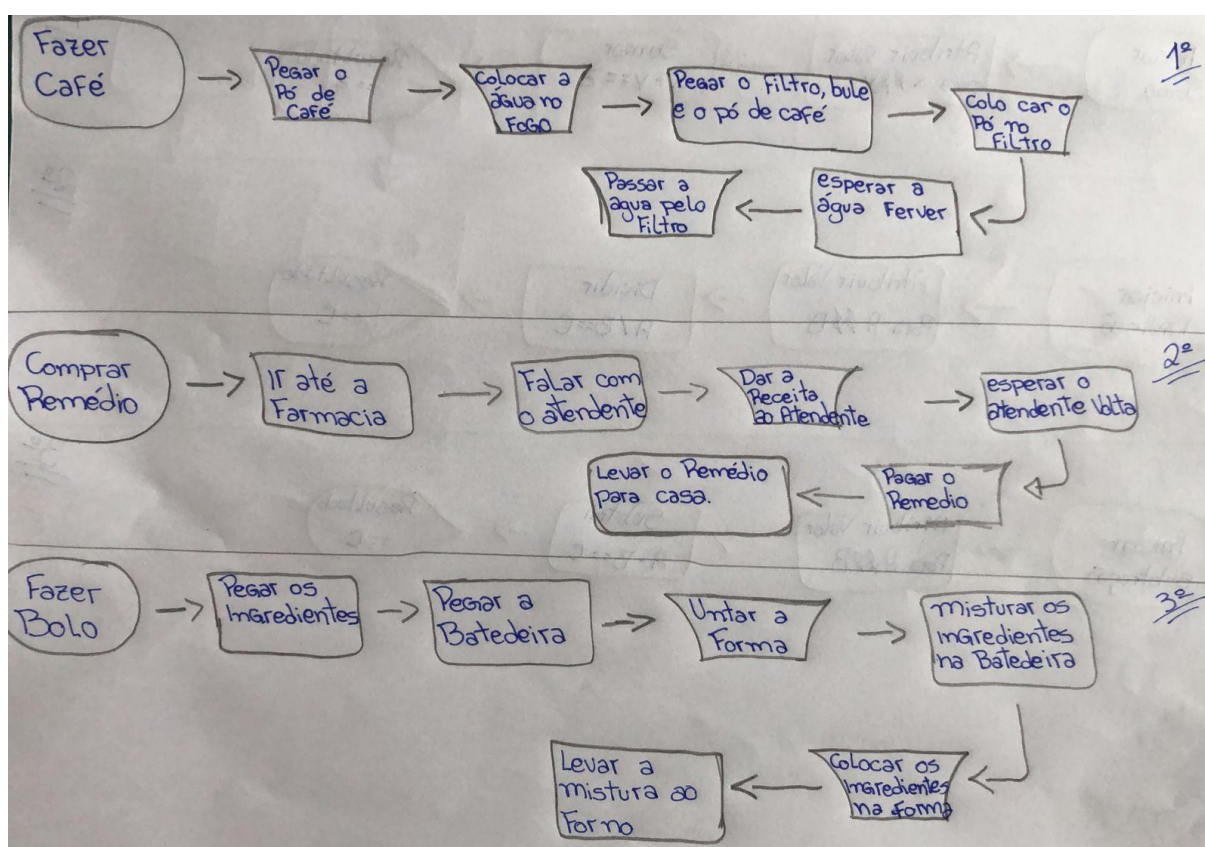 Fazer
Café
Pegar o
Pó de
Café
Colocar a
água no
Fogo
Pegar o Filtro, bule
e o pó de café
Colo car o
Pó no
Filtro
1º
esperar a
água Ferver
Passar a
água pelo
Filtro
Comprar
Remédio
Ir até a
Farmacia
Falar com
o atendente
Dar a
Receita
ao Atendente
esperar o
atendente Volta
2º
Pagar o
Remedio
Levar o Remédio
para casa.
Fazer
Bolo
Pegar os
Ingredientes
Pegar a
Batedeira
Untar a
Forma
misturar os
ingredientes
na Batedeira
3º
Colocar os
ingredientes
na forma
Levar a
mistura ao
Forno